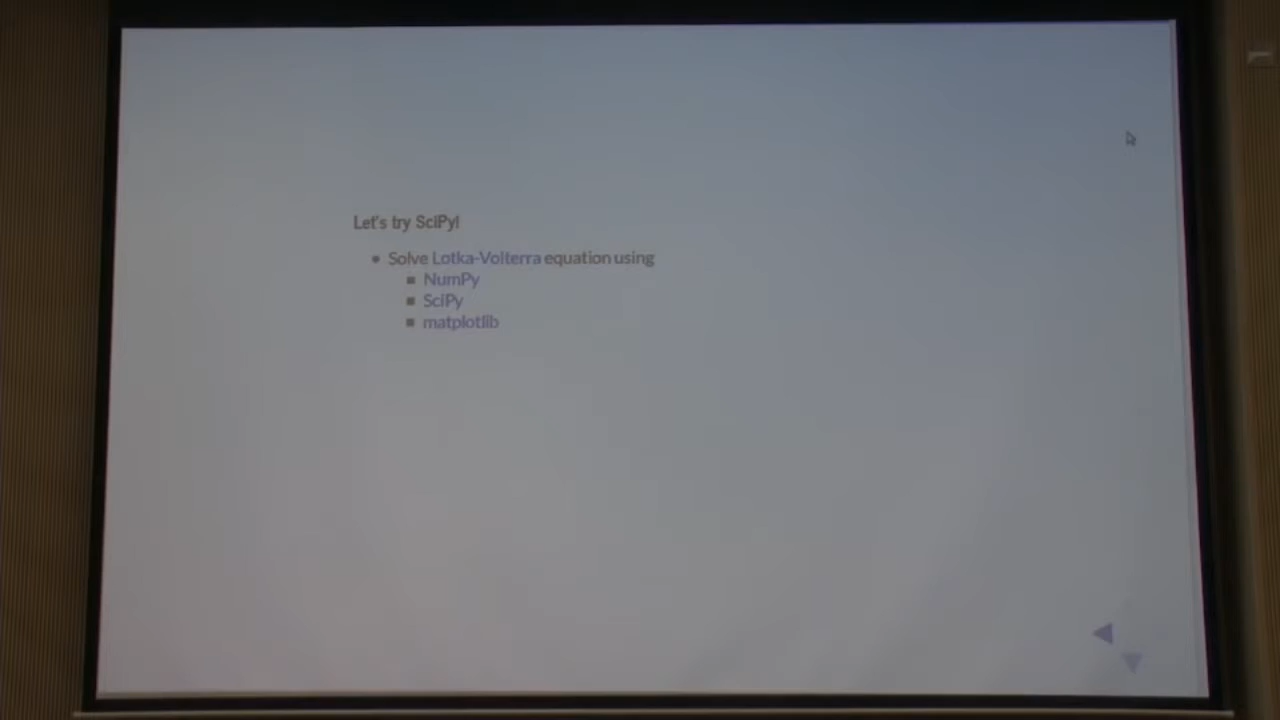 Let's try SciPy!
Solve Lotka-Volterra equation using
NumPy
SciPy
matplotlib